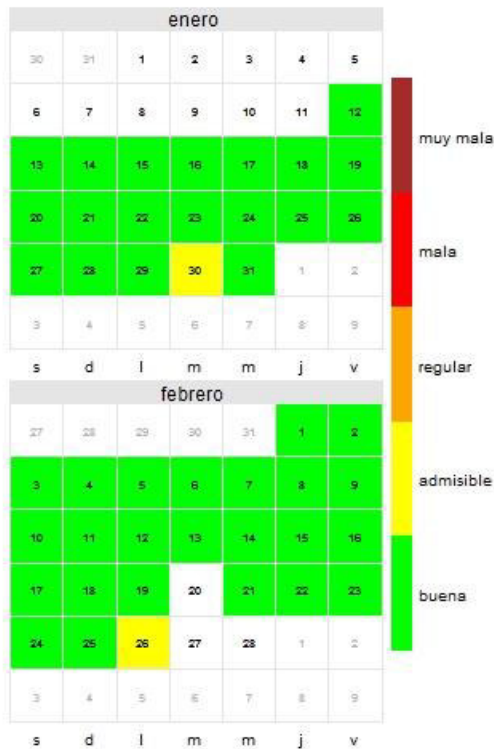 enero
30 31 1 2 3 4 5
6 7 8 9 10 11 12
13 14 15 16 17 18 19
20 21 22 23 24 25 26
27 28 29 30 31 1 2
3 4 5 6 7 8 9
s d l m m j v
febrero
27 28 29 30 31 1 2
3 4 5 6 7 8 9
10 11 12 13 14 15 16
17 18 19 20 21 22 23
24 25 26 27 28 1 2
3 4 5 6 7 8 9
s d l m m j v
muy mala
mala
regular
admisible
buena